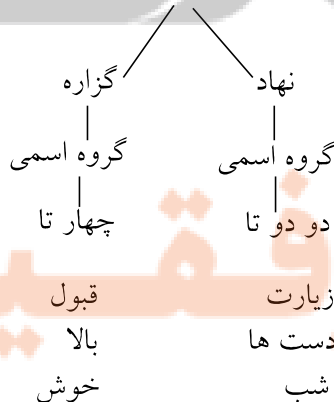 نهاد گزاره
گروه اسمی گروه اسمی
دو دو تا چهار تا
زیارت قبول
دست ها بالا
شب خوش